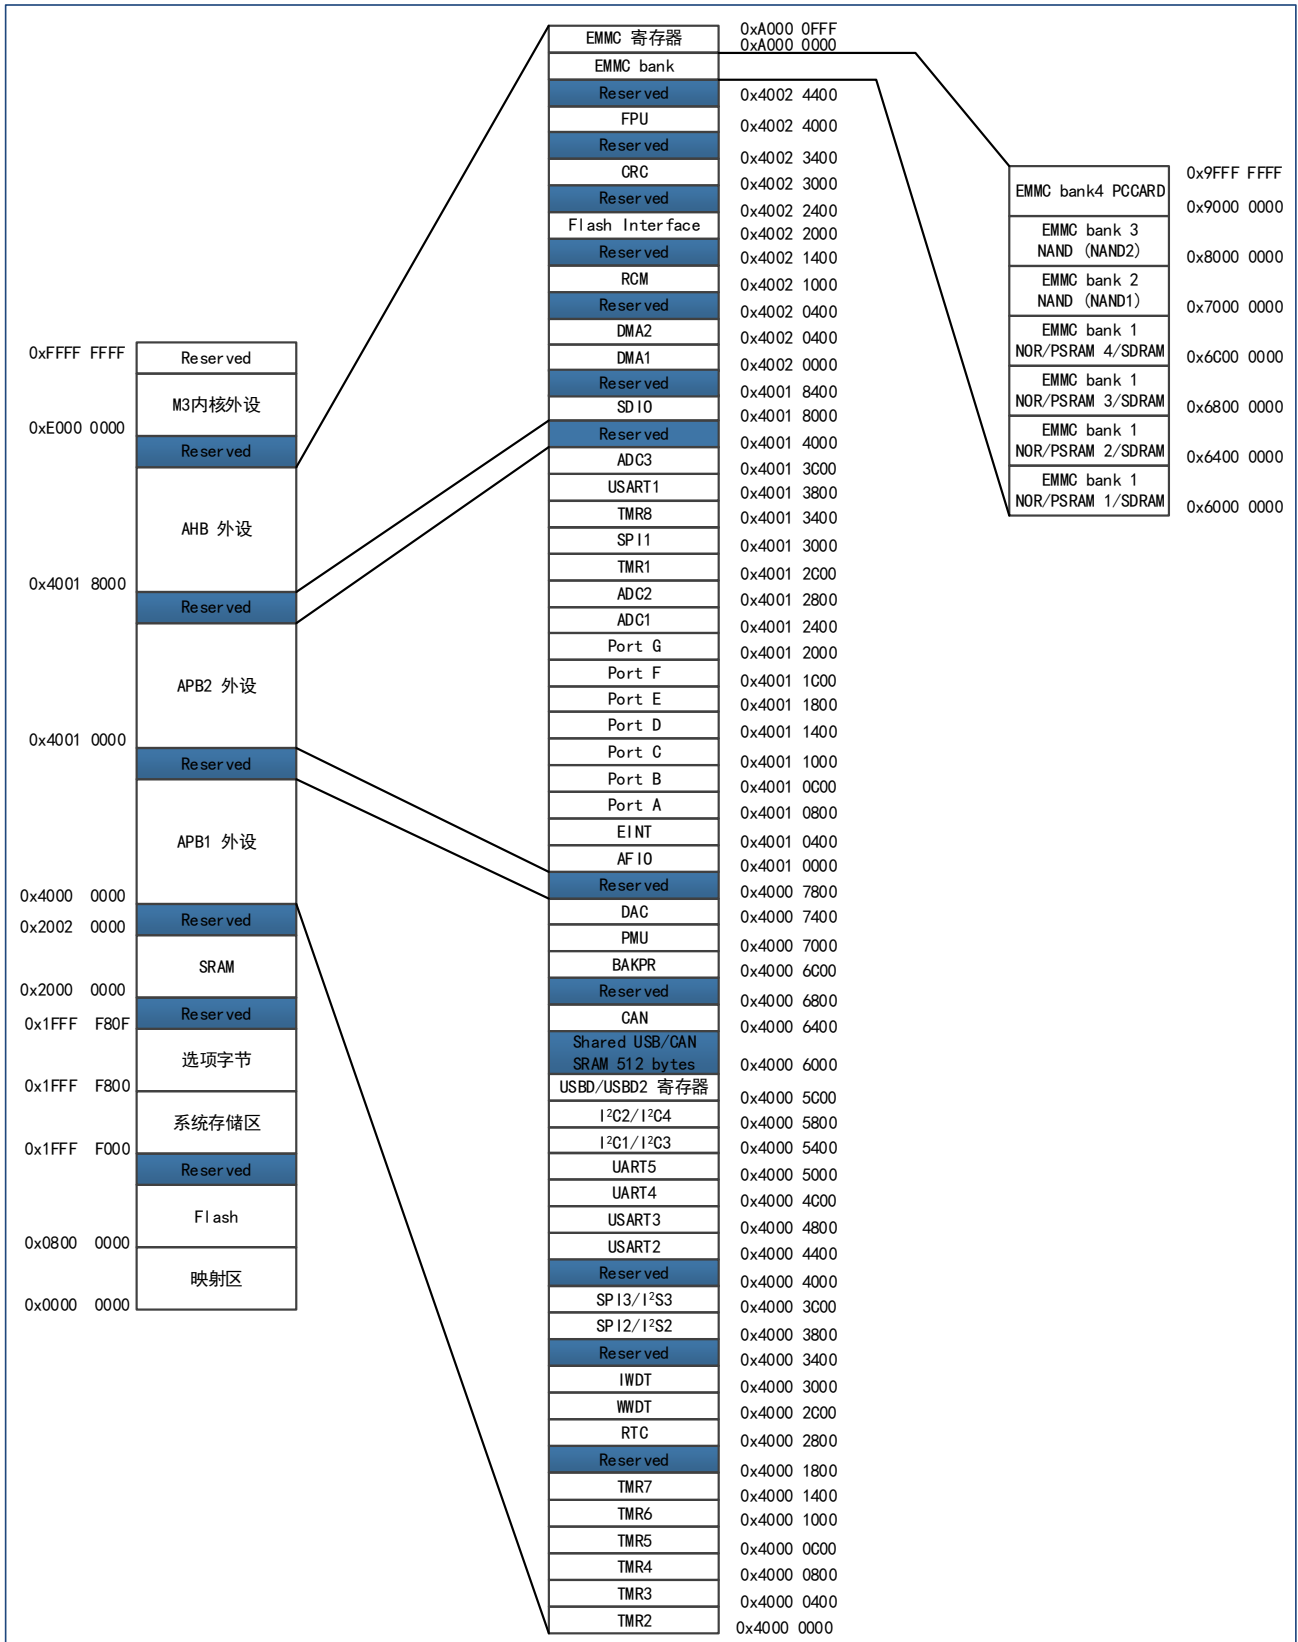 0xFFFF FFFF
Reserved
M3内核外设
0xE000 0000
Reserved
AHB 外设
0x4001 8000
Reserved
APB2 外设
0x4001 0000
Reserved
APB1 外设
0x4000 0000
Reserved
0x2002 0000
SRAM
0x2000 0000
Reserved
0x1FFF F80F
选项字节
0x1FFF F800
系统存储区
0x1FFF F000
Reserved
Flash
0x0800 0000
映射区
0x0000 0000
0xA000 0FFF
EMMC 寄存器
0xA000 0000
EMMC bank
Reserved
0x4002 4400
FPU
0x4002 4000
Reserved
0x4002 3400
CRC
0x4002 3000
Reserved
0x4002 2400
Flash Interface
0x4002 2000
Reserved
0x4002 1400
RCM
0x4002 1000
Reserved
0x4002 0400
DMA2
0x4002 0400
DMA1
0x4002 0000
Reserved
0x4001 8400
SDIO
0x4001 8000
Reserved
0x4001 4000
ADC3
0x4001 3C00
USART1
0x4001 3800
TMR8
0x4001 3400
SPI1
0x4001 3000
TMR1
0x4001 2C00
ADC2
0x4001 2800
ADC1
0x4001 2400
Port G
0x4001 2000
Port F
0x4001 1C00
Port E
0x4001 1800
Port D
0x4001 1400
Port C
0x4001 1000
Port B
0x4001 0C00
Port A
0x4001 0800
EINT
0x4001 0400
AFIO
0x4001 0000
Reserved
0x4000 7800
DAC
0x4000 7400
PMU
0x4000 7000
BAKPR
0x4000 6C00
Reserved
0x4000 6800
CAN
0x4000 6400
Shared USB/CAN
SRAM 512 bytes
0x4000 6000
USBD/USBD2 寄存器
0x4000 5C00
I²C2/I²C4
0x4000 5800
I²C1/I²C3
0x4000 5400
UART5
0x4000 5000
UART4
0x4000 4C00
USART3
0x4000 4800
USART2
0x4000 4400
Reserved
0x4000 4000
SPI3/I²S3
0x4000 3C00
SPI2/I²S2
0x4000 3800
Reserved
0x4000 3400
IWDT
0x4000 3000
WWDT
0x4000 2C00
RTC
0x4000 2800
Reserved
0x4000 1800
TMR7
0x4000 1400
TMR6
0x4000 1000
TMR5
0x4000 0C00
TMR4
0x4000 0800
TMR3
0x4000 0400
TMR2
0x4000 0000
0x9FFF FFFF
EMMC bank4 PCCARD
0x9000 0000
EMMC bank 3
NAND (NAND2)
0x8000 0000
EMMC bank 2
NAND (NAND1)
0x7000 0000
EMMC bank 1
NOR/PSRAM 4/SDRAM
0x6C00 0000
EMMC bank 1
NOR/PSRAM 3/SDRAM
0x6800 0000
EMMC bank 1
NOR/PSRAM 2/SDRAM
0x6400 0000
EMMC bank 1
NOR/PSRAM 1/SDRAM
0x6000 0000